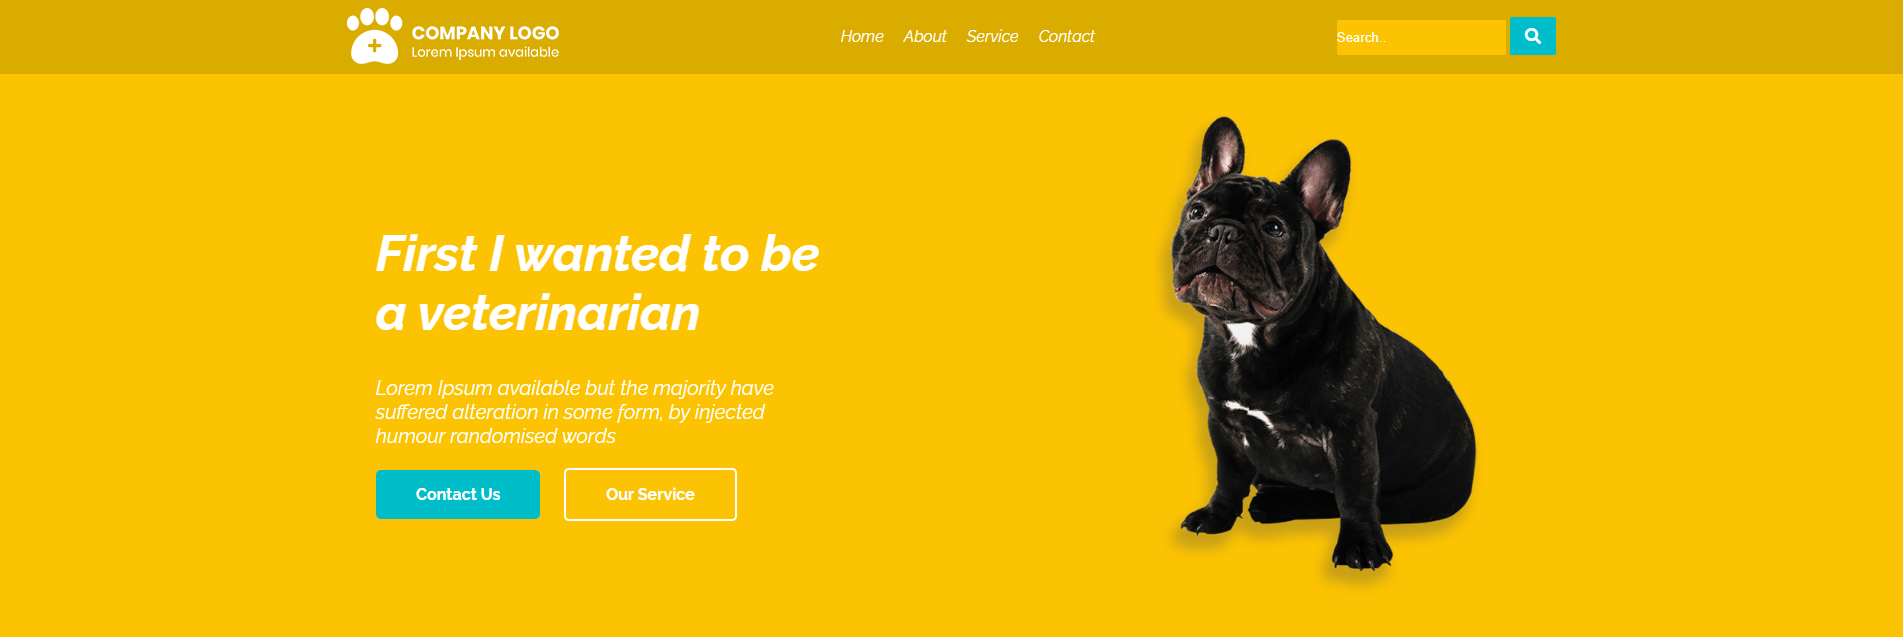 COMPANY LOGO
Lorem Ipsum available
Home About Service Contact
Search..
First I wanted to be
a veterinarian
Lorem Ipsum available but the majority have
suffered alteration in some form, by injected
humour randomised words
Contact Us
Our Service